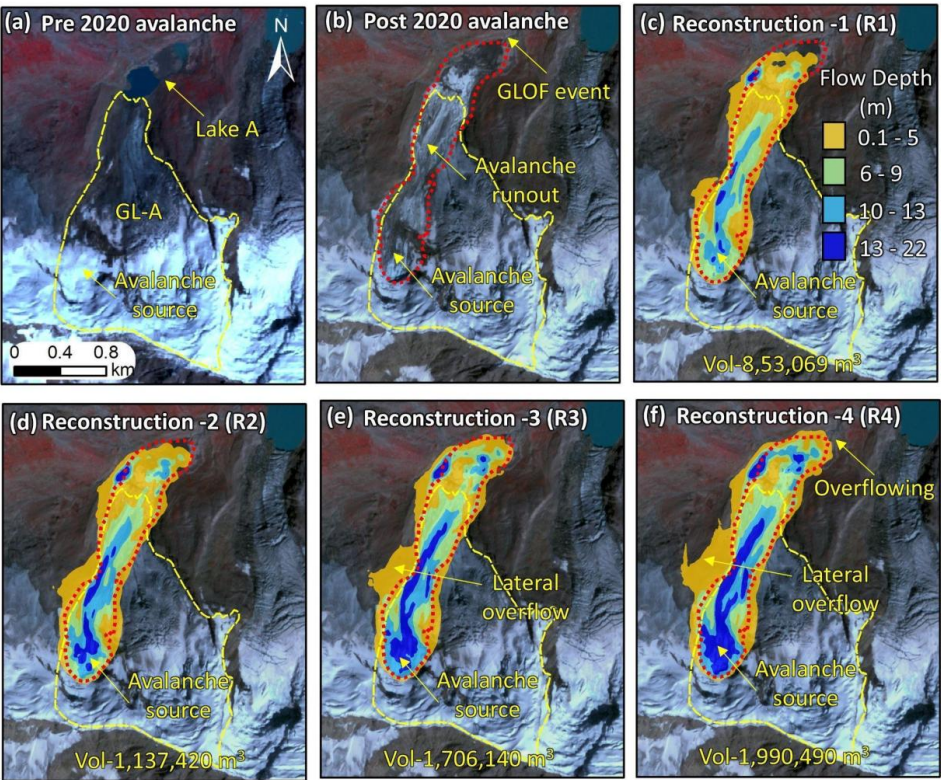 (a) Pre 2020 avalanche
N
Lake A
GL-A
Avalanche
source
0 0.4 0.8
km
(b) Post 2020 avalanche
GLOF event
Avalanche
runout
Avalanche
source
(c) Reconstruction -1 (R1)
Flow Depth
(m)
0.1 - 5
6 - 9
10 - 13
13 - 22
Avalanche
source
Vol-8,53,069 m³
(d) Reconstruction -2 (R2)
Avalanche
source
Vol-1,137,420 m³
(e) Reconstruction -3 (R3)
Lateral
overflow
Avalanche
source
Vol-1,706,140 m³
(f) Reconstruction -4 (R4)
Overflowing
Lateral
overflow
Avalanche
source
Vol-1,990,490 m³